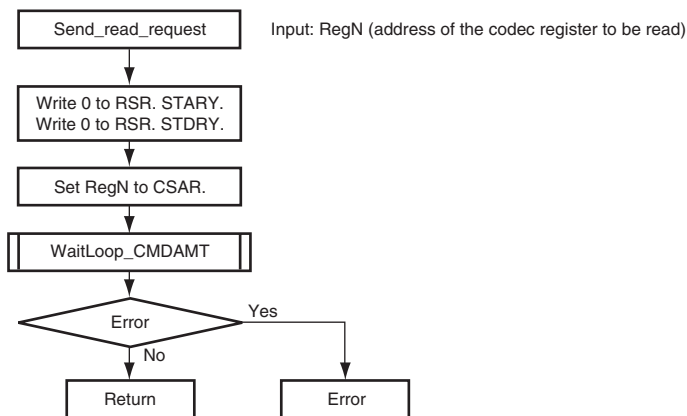 Send_read_request
Input: RegN (address of the codec register to be read)
Write 0 to RSR. STARY.
Write 0 to RSR. STDRY.
Set RegN to CSAR.
WaitLoop_CMDAMT
Error
Yes
No
Return
Error